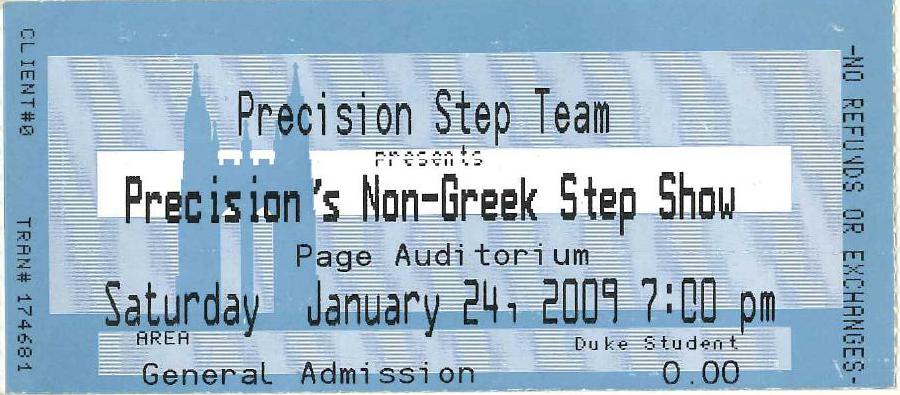 CLIENT#0 TRAN# 174681
Precision Step Team
Presents
Precision's Non-Greek Step Show
Page Auditorium
Saturday January 24, 2009 7:00 pm
AREA Duke Student
General Admission 0.00
-NO REFUNDS OR EXCHANGES-